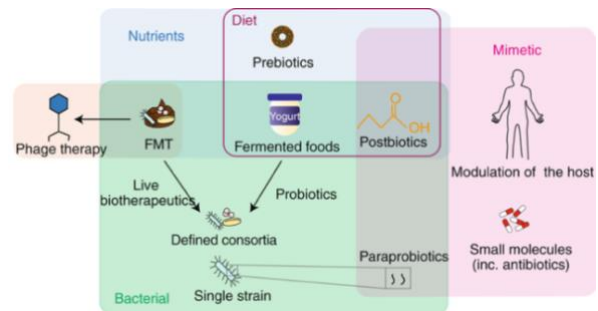 Diet
Nutrients
Mimetic
Prebiotics
Yogurt
OH
Phage therapy
FMT
Fermented foods
Postbiotics
Modulation of the host
Live
biotherapeutics
Probiotics
Defined consortia
Paraprobiotics
Small molecules
(inc. antibiotics)
Single strain
Bacterial